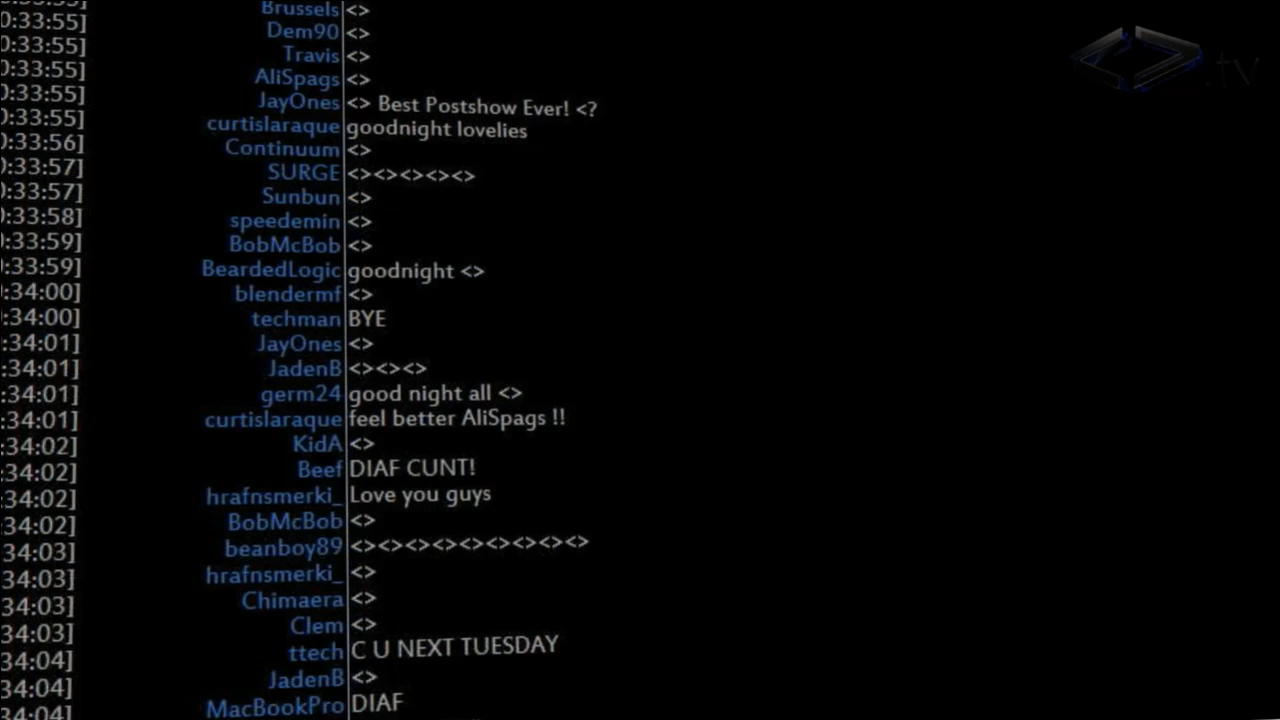 0:33:55] Brussels <>
0:33:55] Dem90 <>
0:33:55] Travis <>
0:33:55] AliSpags <>
0:33:55] JayOnes <> Best Postshow Ever! <?
0:33:55] curtislaraque goodnight lovelies
0:33:56] Continuum <>
0:33:57] SURGE <><><><><>
0:33:57] Sunbun <>
0:33:58] speedemin <>
:33:59] BobMcBob <>
:33:59] BeardedLogic goodnight <>
:34:00] blendermf <>
:34:00] techman BYE
:34:01] JayOnes <>
:34:01] JadenB <><><>
:34:01] germ24 good night all <>
:34:01] curtislaraque feel better AliSpags !!
:34:02] KidA <>
:34:02] Beef DIAF CUNT!
:34:02] hrafnsmerki_ Love you guys
:34:02] BobMcBob <>
34:03] beanboy89 <><><><><><><><><>
34:03] hrafnsmerki_ <>
34:03] Chimaera <>
34:03] Clem <>
34:04] ttech C U NEXT TUESDAY
34:04] JadenB <>
34:04] MacBookPro DIAF
<>.tv